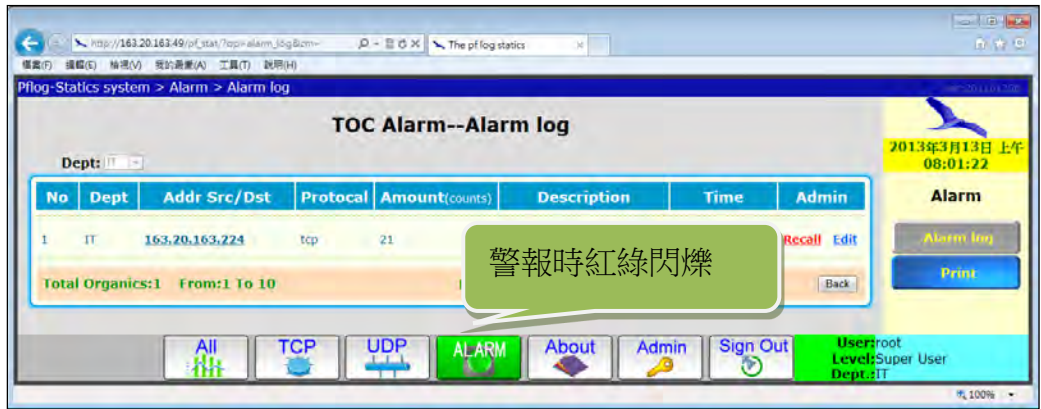 http://163.20.163.49/pf_stat/?op=alarm_log&cm=
The pf log statics
檔案(F) 編輯(E) 檢視(V) 我的最愛(A) 工具(T) 說明(H)
Pflog-Statics system > Alarm > Alarm log
TOC Alarm--Alarm log
2013年3月13日 上午
08:01:22
Dept: IT
No Dept Addr Src/Dst Protocal Amount(counts) Description Time Admin
1 IT 163.20.163.224 tcp 21 Recall Edit
Total Organics:1 From:1 To 10 Back
警報時紅綠閃爍
Alarm
Alarm log
Print
All TCP UDP ALARM About Admin Sign Out
User:root
Level:Super User
Dept.:IT
100%